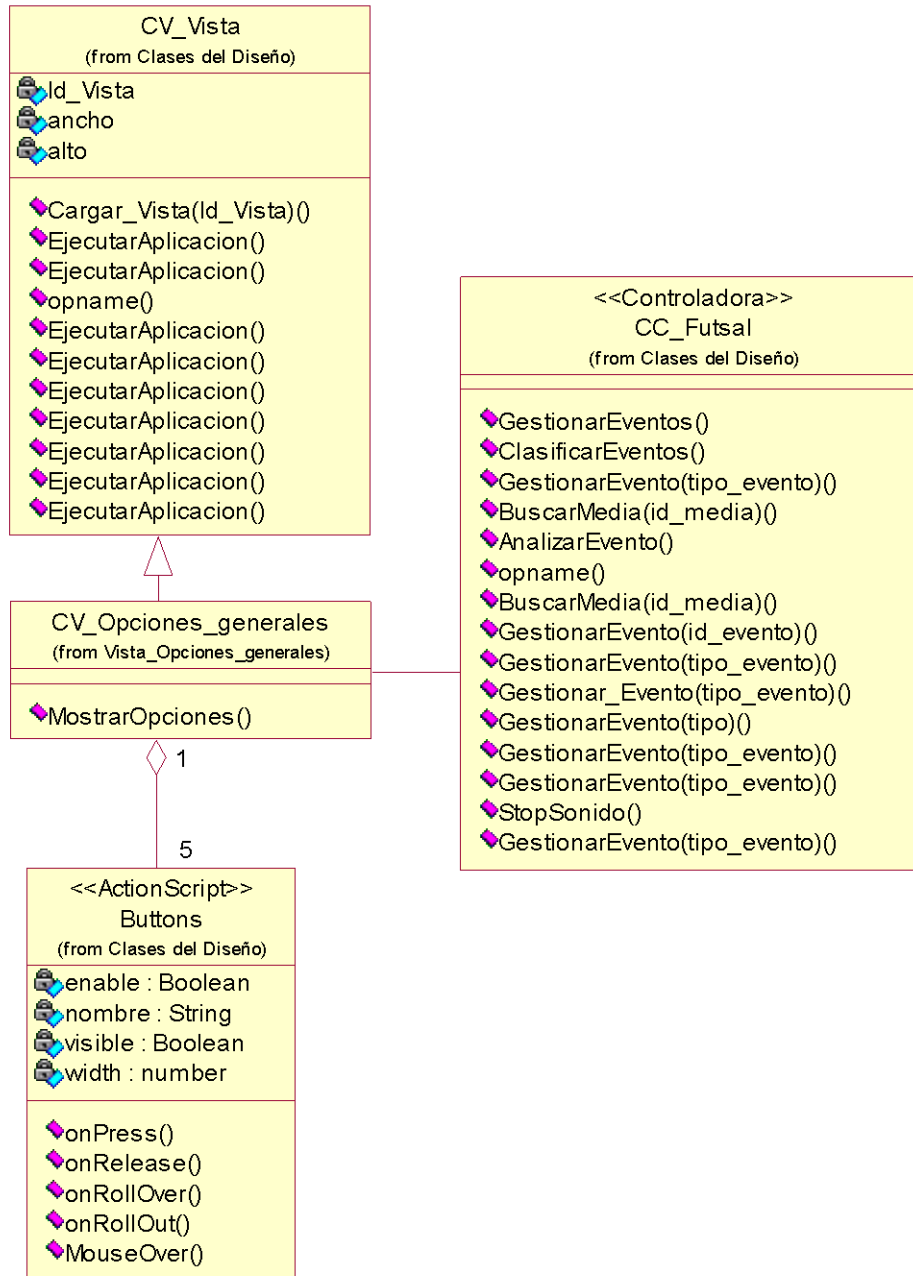 CV_Vista
(from Clases del Diseño)
Id_Vista
ancho
alto
Cargar_Vista(Id_Vista)()
EjecutarAplicacion()
EjecutarAplicacion()
opname()
EjecutarAplicacion()
EjecutarAplicacion()
EjecutarAplicacion()
EjecutarAplicacion()
EjecutarAplicacion()
EjecutarAplicacion()
EjecutarAplicacion()
<<Controladora>>
CC_Futsal
(from Clases del Diseño)
GestionarEventos()
ClasificarEventos()
GestionarEvento(tipo_evento)()
BuscarMedia(id_media)()
AnalizarEvento()
opname()
BuscarMedia(id_media)()
GestionarEvento(id_evento)()
GestionarEvento(tipo_evento)()
Gestionar_Evento(tipo_evento)()
GestionarEvento(tipo)()
GestionarEvento(tipo_evento)()
GestionarEvento(tipo_evento)()
StopSonido()
GestionarEvento(tipo_evento)()
CV_Opciones_generales
(from Vista_Opciones_generales)
MostrarOpciones()
1
5
<<ActionScript>>
Buttons
(from Clases del Diseño)
enable : Boolean
nombre : String
visible : Boolean
width : number
onPress()
onRelease()
onRollOver()
onRollOut()
MouseOver()